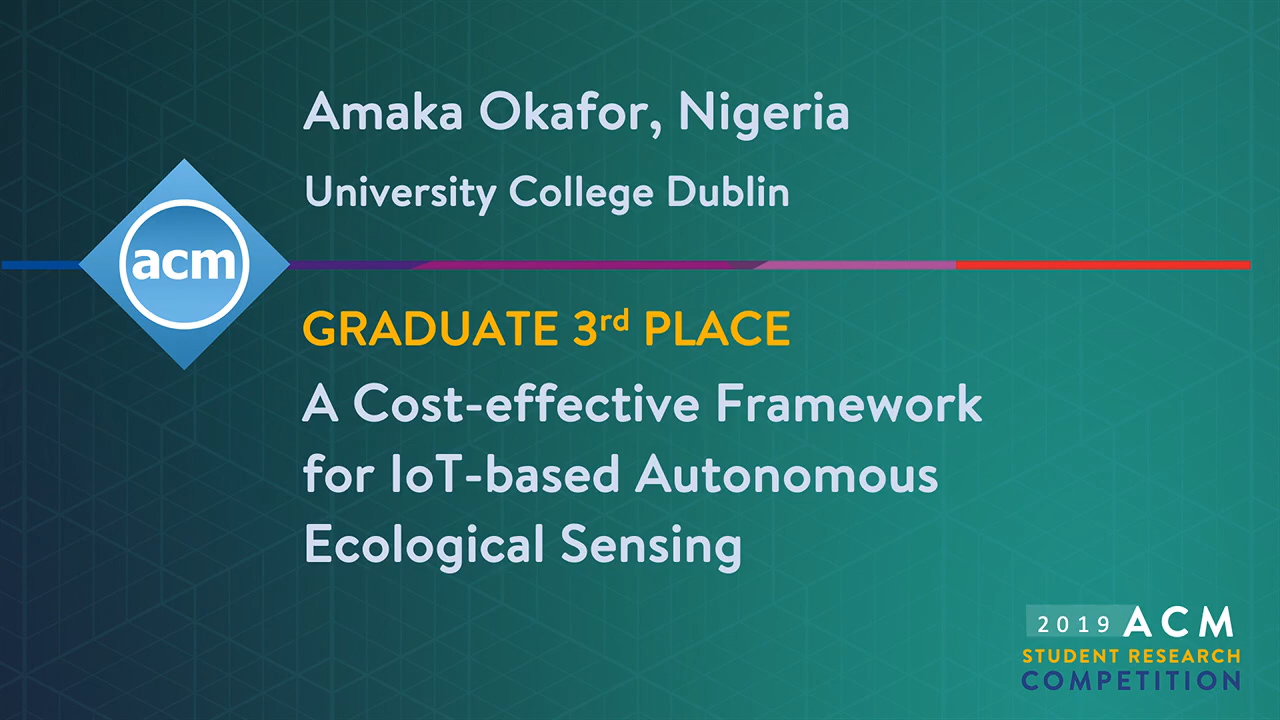 Amaka Okafor, Nigeria
University College Dublin
acm
GRADUATE 3rd PLACE
A Cost-effective Framework
for IoT-based Autonomous
Ecological Sensing
2019 ACM
STUDENT RESEARCH
COMPETITION